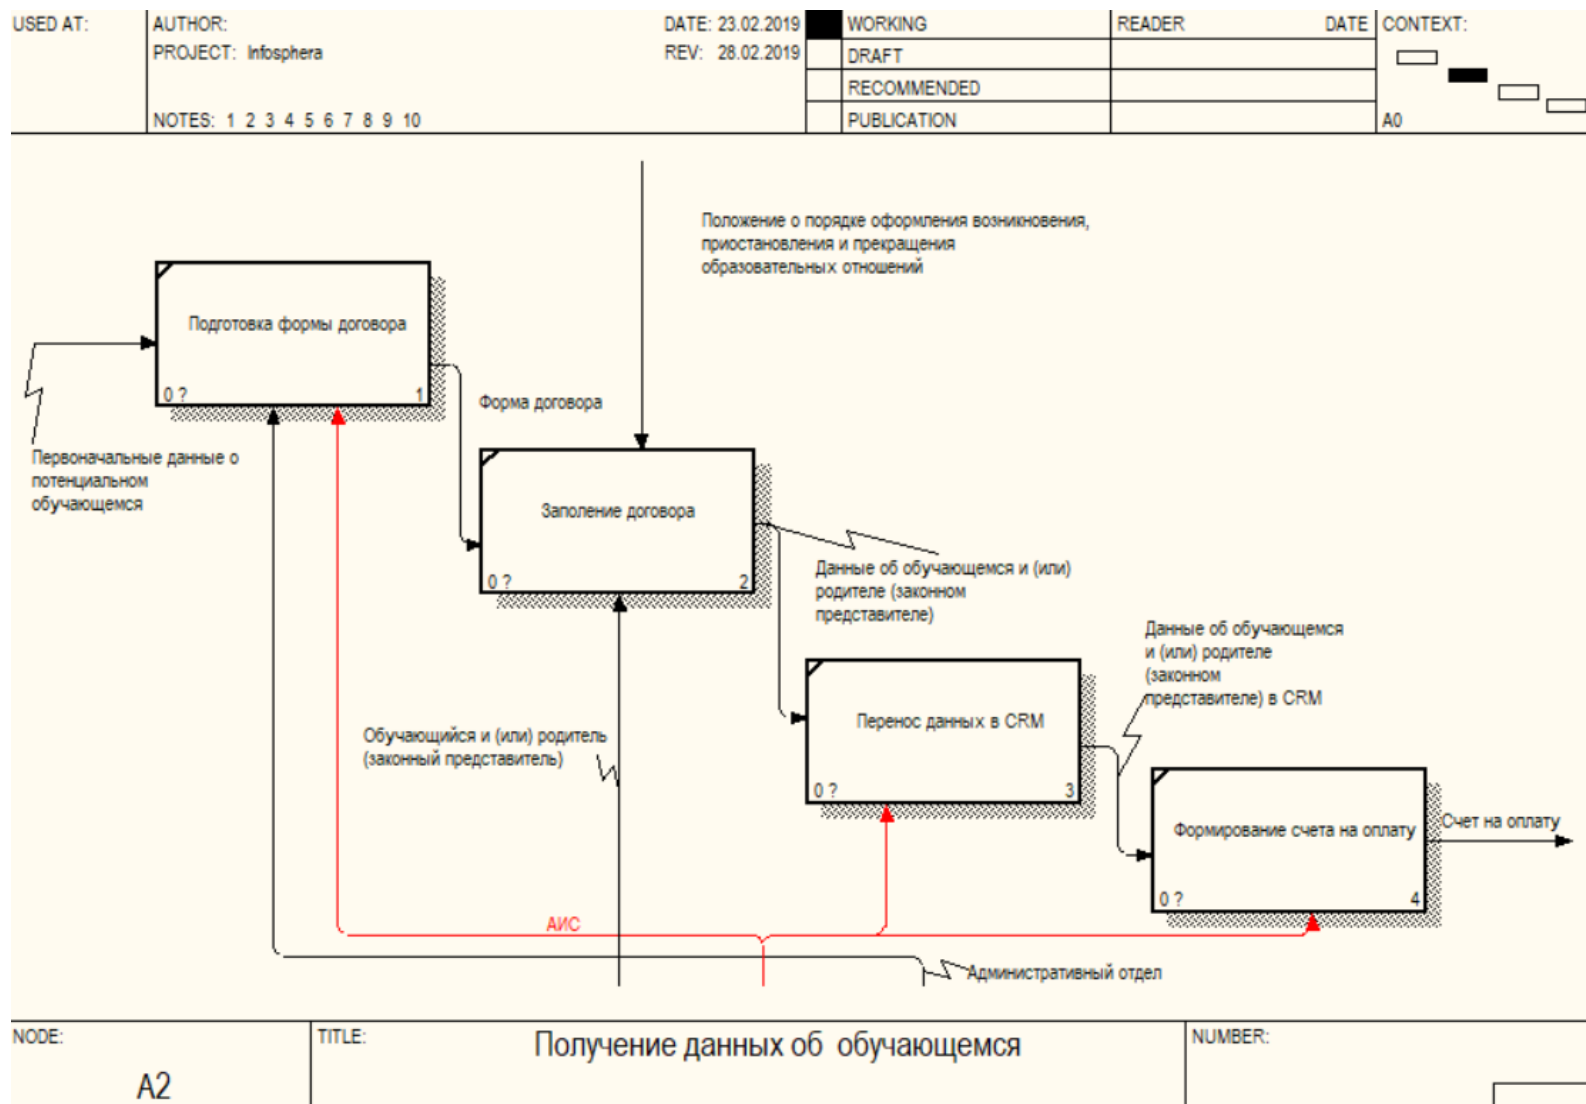 USED AT:
AUTHOR:
DATE: 23.02.2019
WORKING
READER
DATE
CONTEXT:
PROJECT: Infosphera
REV: 28.02.2019
DRAFT
RECOMMENDED
NOTES: 1 2 3 4 5 6 7 8 9 10
PUBLICATION
A0
Положение о порядке оформления возникновения,
приостановления и прекращения
образовательных отношений
Подготовка формы договора
0 ?
1
Форма договора
Первоначальные данные о
потенциальном
обучающемся
Заполение договора
0 ?
2
Данные об обучающемся и (или)
родителе (законном
представителе)
Данные об обучающемся
и (или) родителе
(законном
представителе) в CRM
Перенос данных в CRM
0 ?
3
Обучающийся и (или) родитель
(законный представитель)
Формирование счета на оплату
0 ?
4
Счет на оплату
АИС
Административный отдел
NODE:
TITLE:
Получение данных об обучающемся
NUMBER:
A2